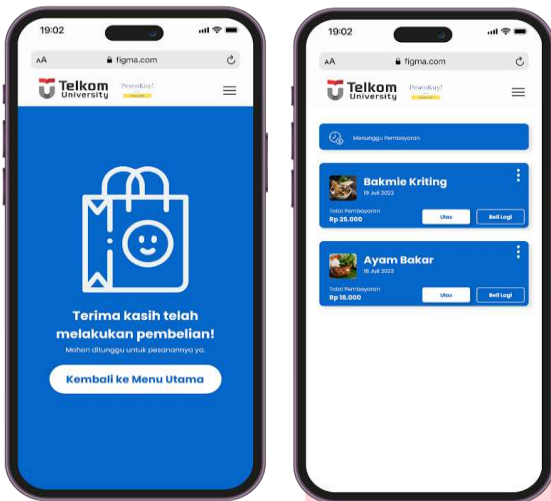 19:02
AA
figma.com
Telkom
University
PesenKuy!
Terima kasih telah
melakukan pembelian!
Mohon ditunggu untuk pesanannya ya.
Kembali ke Menu Utama
19:02
AA
figma.com
Telkom
University
PesenKuy!
Menunggu Pembayaran
Bakmie Kriting
19 Juli 2023
Total Pembayaran
Rp 25.000
Ulas
Beli Lagi
Ayam Bakar
18 Juli 2023
Total Pembayaran
Rp 18.000
Ulas
Beli Lagi